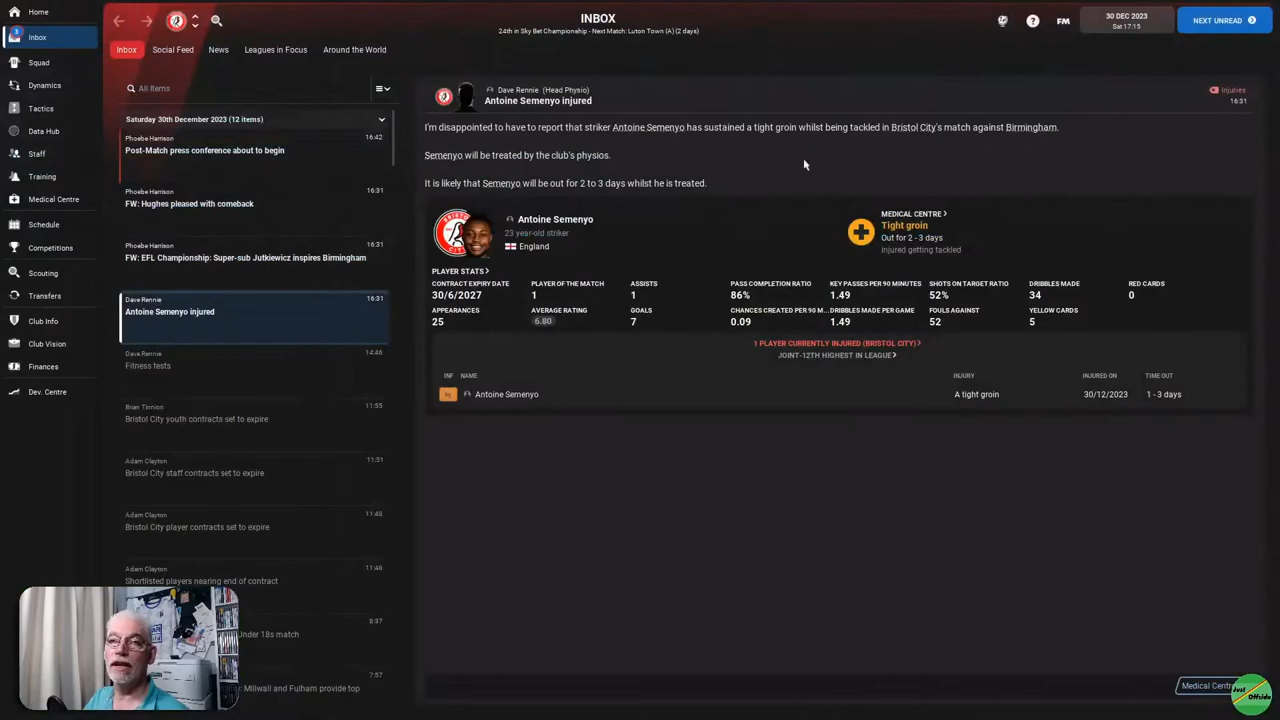 Home
Inbox
Squad
Dynamics
Tactics
Data Hub
Staff
Training
Medical Centre
Schedule
Competitions
Scouting
Transfers
Club Info
Club Vision
Finances
Dev. Centre
INBOX
24th in Sky Bet Championship - Next Match: Luton Town (A) (2 days)
FM
30 DEC 2023
Sat 17:15
NEXT UNREAD
Inbox Social Feed News Leagues in Focus Around the World
All Items
Saturday 30th December 2023 (12 items)
Phoebe Harrison 16:42
Post-Match press conference about to begin
Phoebe Harrison 16:31
FW: Hughes pleased with comeback
Phoebe Harrison 16:31
FW: EFL Championship: Super-sub Jutkiewicz inspires Birmingham
Dave Rennie 16:31
Antoine Semenyo injured
Dave Rennie 14:46
Fitness tests
Brian Tinnion 11:55
Bristol City youth contracts set to expire
Adam Clayton 11:51
Bristol City staff contracts set to expire
Adam Clayton 11:48
Bristol City player contracts set to expire
Adam Clayton 11:46
Shortlisted players nearing end of contract
8:37
Under 18s match
7:57
: Millwall and Fulham provide top
Dave Rennie (Head Physio)
Antoine Semenyo injured
Injuries
16:31
I'm disappointed to have to report that striker Antoine Semenyo has sustained a tight groin whilst being tackled in Bristol City's match against Birmingham.
Semenyo will be treated by the club's physios.
It is likely that Semenyo will be out for 2 to 3 days whilst he is treated.
BRISTOL CITY
Antoine Semenyo
23 year-old striker
England
MEDICAL CENTRE
Tight groin
Out for 2 - 3 days
Injured getting tackled
PLAYER STATS
CONTRACT EXPIRY DATE PLAYER OF THE MATCH ASSISTS PASS COMPLETION RATIO KEY PASSES PER 90 MINUTES SHOTS ON TARGET RATIO DRIBBLES MADE RED CARDS
30/6/2027 1 1 86% 1.49 52% 34 0
APPEARANCES AVERAGE RATING GOALS CHANCES CREATED PER 90 M... DRIBBLES MADE PER GAME FOULS AGAINST YELLOW CARDS
25 6.80 7 0.09 1.49 52 5
1 PLAYER CURRENTLY INJURED (BRISTOL CITY)
JOINT-12TH HIGHEST IN LEAGUE
INF NAME INJURY INJURED ON TIME OUT
Antoine Semenyo A tight groin 30/12/2023 1 - 3 days
Medical Centre
Just Offside